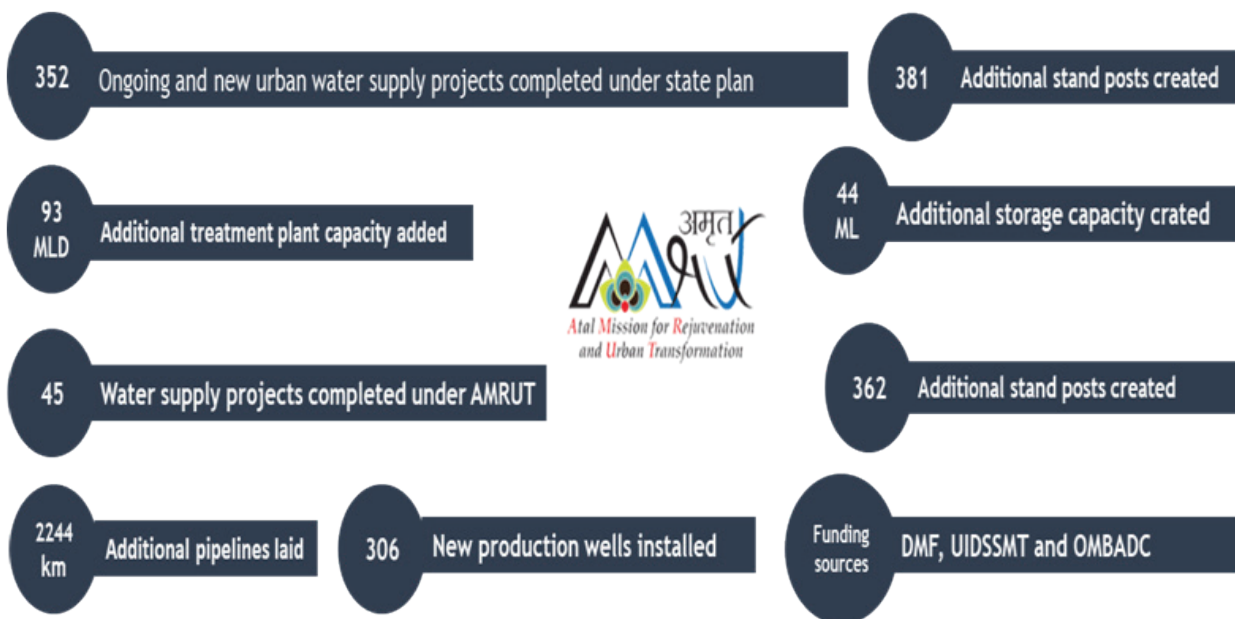 352 Ongoing and new urban water supply projects completed under state plan
381 Additional stand posts created
93
MLD
Additional treatment plant capacity added
अमृत
Amrut
Atal Mission for Rejuvenation
and Urban Transformation
44
ML
Additional storage capacity crated
45 Water supply projects completed under AMRUT
362 Additional stand posts created
2244
km
Additional pipelines laid
306 New production wells installed
Funding
sources
DMF, UIDSSMT and OMBADC